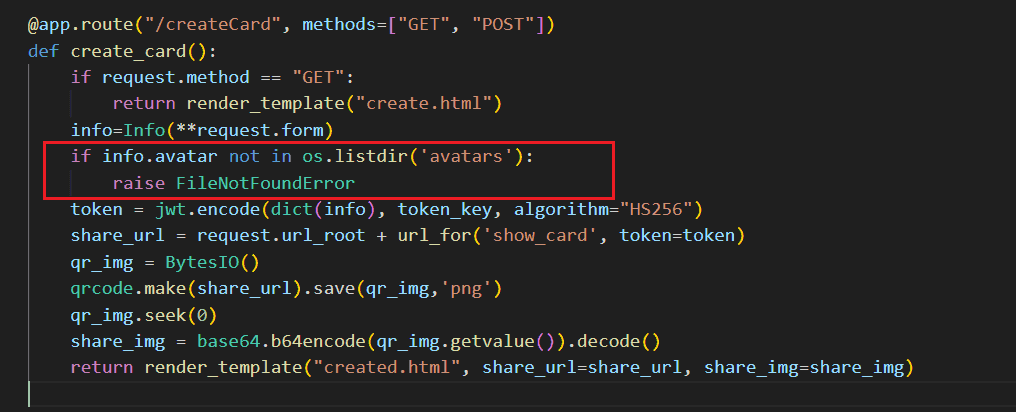 @app.route("/createCard", methods=["GET", "POST"])
def create_card():
    if request.method == "GET":
        return render_template("create.html")
    info=Info(**request.form)
    if info.avatar not in os.listdir('avatars'):
        raise FileNotFoundError
    token = jwt.encode(dict(info), token_key, algorithm="HS256")
    share_url = request.url_root + url_for('show_card', token=token)
    qr_img = BytesIO()
    qrcode.make(share_url).save(qr_img,'png')
    qr_img.seek(0)
    share_img = base64.b64encode(qr_img.getvalue()).decode()
    return render_template("created.html", share_url=share_url, share_img=share_img)